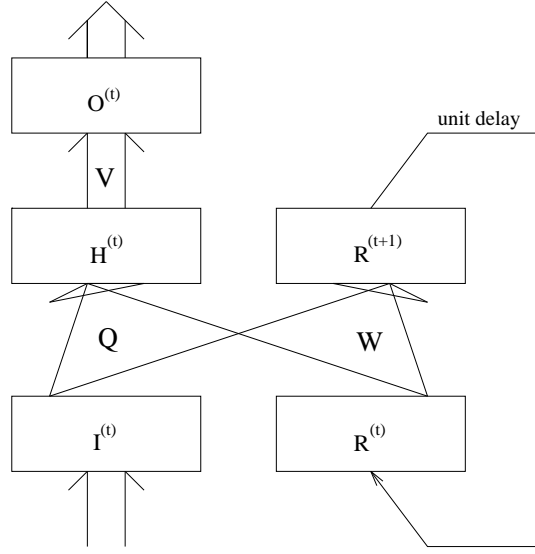 O^(t)
unit delay
V
H^(t)
R^(t+1)
Q
W
I^(t)
R^(t)